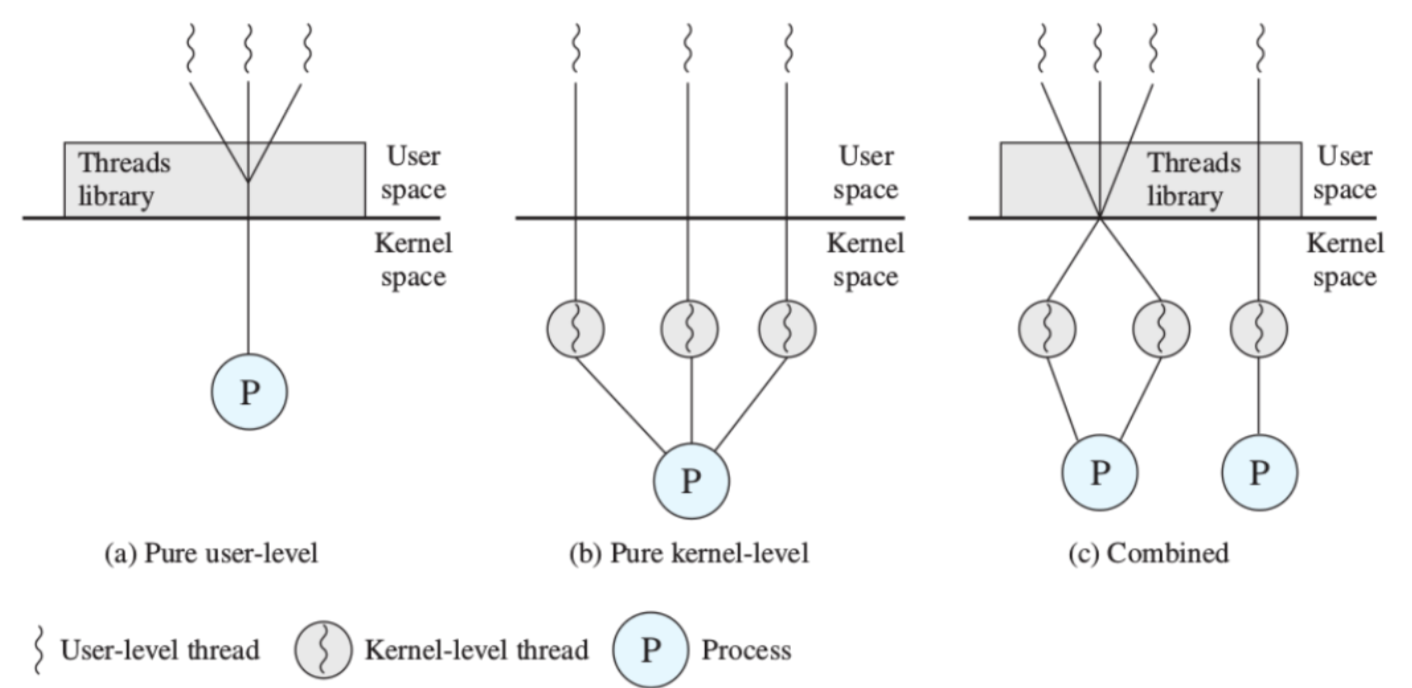 Threads
library
User
space
Kernel
space
P
(a) Pure user-level
User
space
Kernel
space
P
(b) Pure kernel-level
Threads
library
User
space
Kernel
space
P
P
(c) Combined
User-level thread
Kernel-level thread
P
Process